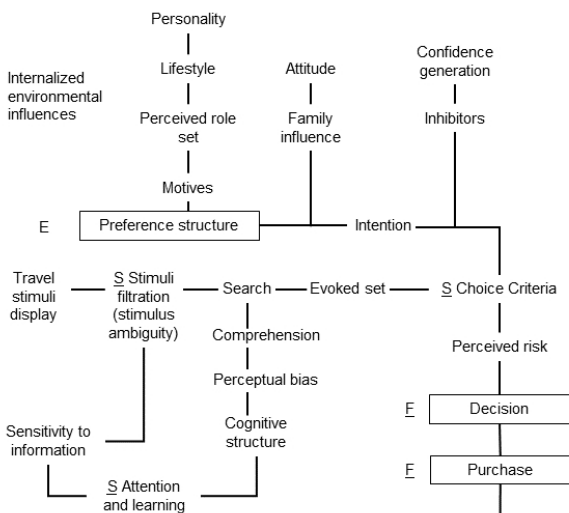 Personality
Lifestyle
Attitude
Confidence
generation
Internalized
environmental
influences
Perceived role
set
Family
influence
Inhibitors
Motives
E
Preference structure
Intention
Travel
stimuli
display
S Stimuli
filtration
(stimulus
ambiguity)
Search
Evoked set
S Choice Criteria
Comprehension
Perceived risk
Perceptual bias
F
Decision
Cognitive
structure
Sensitivity to
information
F
Purchase
S Attention
and learning